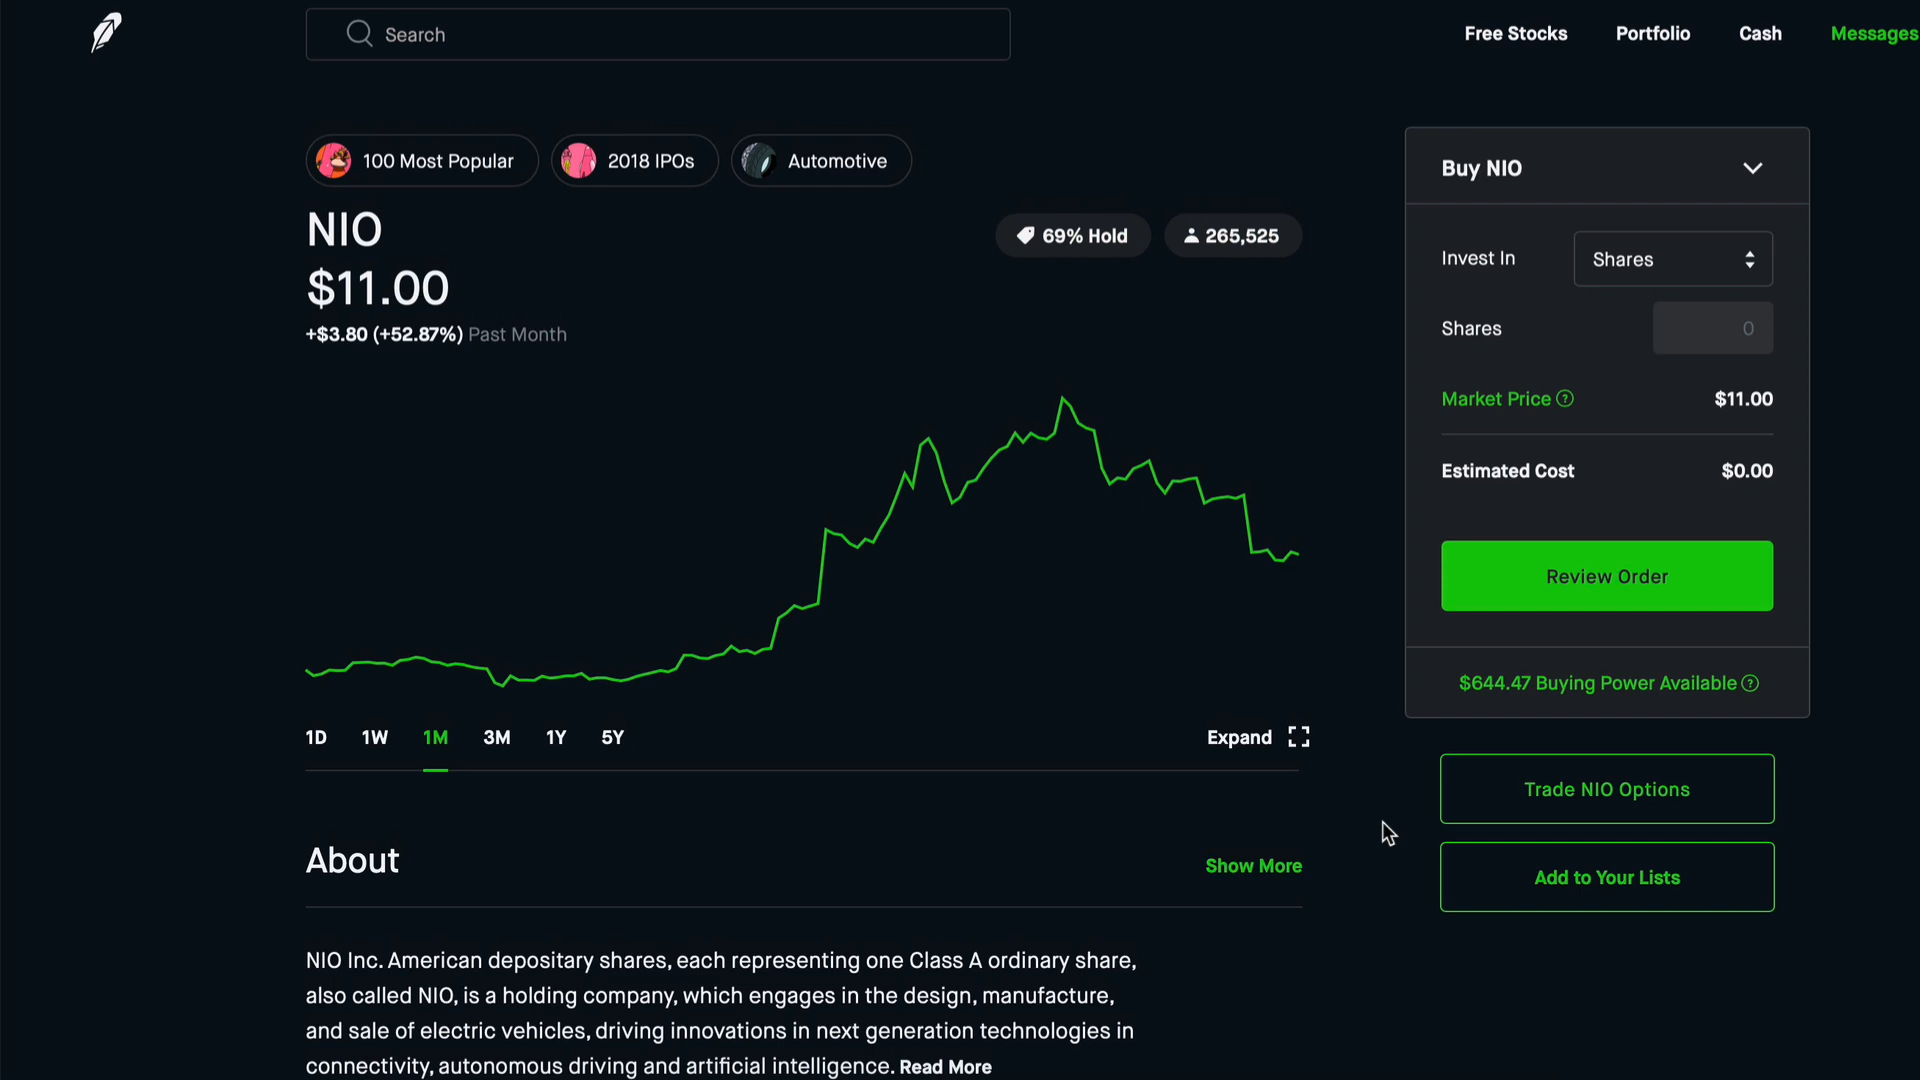 Search
Free Stocks
Portfolio
Cash
Messages
100 Most Popular
2018 IPOs
Automotive
NIO
$11.00
+$3.80 (+52.87%) Past Month
69% Hold
265,525
1D
1W
1M
3M
1Y
5Y
Expand
About
Show More
NIO Inc. American depositary shares, each representing one Class A ordinary share,
also called NIO, is a holding company, which engages in the design, manufacture,
and sale of electric vehicles, driving innovations in next generation technologies in
connectivity, autonomous driving and artificial intelligence. Read More
Buy NIO
Invest In
Shares
Shares
0
Market Price ?
$11.00
Estimated Cost
$0.00
Review Order
$644.47 Buying Power Available ?
Trade NIO Options
Add to Your Lists